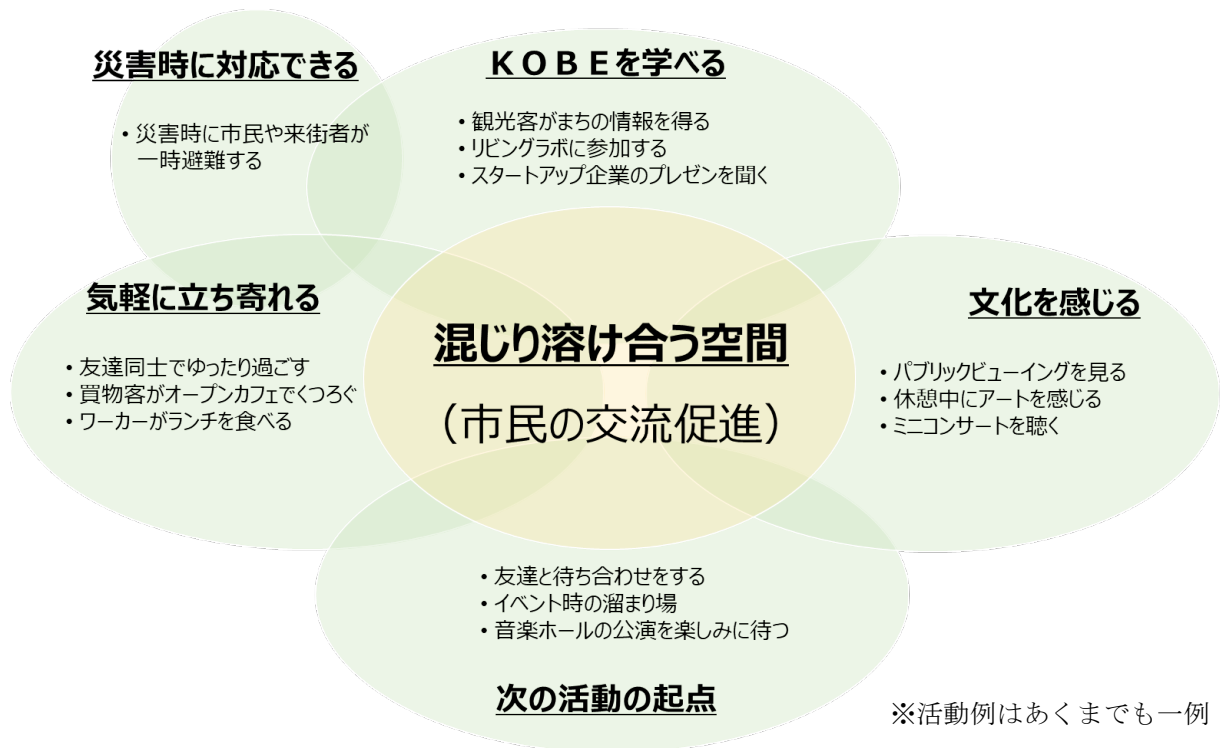 災害時に対応できる
・災害時に市民や来街者が
一時避難する
KOBEを学べる
・観光客がまちの情報を得る
・リビングラボに参加する
・スタートアップ企業のプレゼンを聞く
気軽に立ち寄れる
・友達同士でゆったり過ごす
・買物客がオープンカフェでくつろぐ
・ワーカーがランチを食べる
混じり溶け合う空間
（市民の交流促進）
文化を感じる
・パブリックビューイングを見る
・休憩中にアートを感じる
・ミニコンサートを聴く
・友達と待ち合わせをする
・イベント時の溜まり場
・音楽ホールの公演を楽しみに待つ
次の活動の起点
※活動例はあくまでも一例